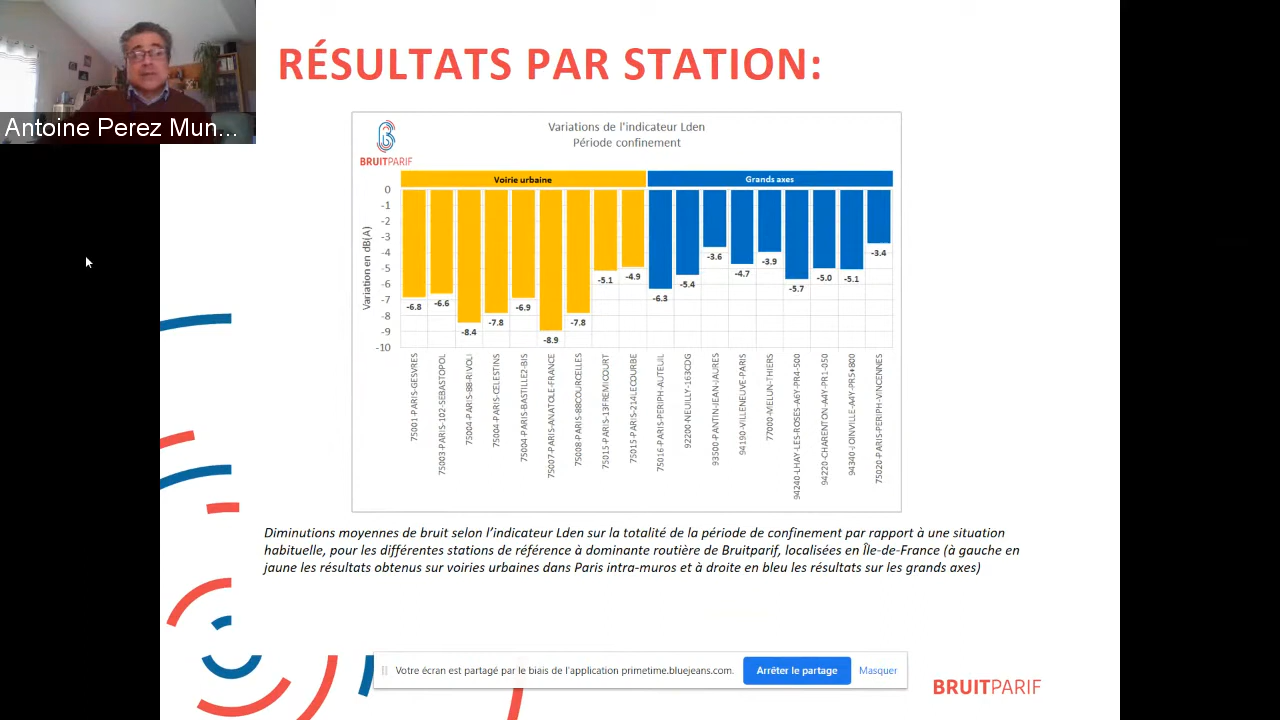 RÉSULTATS PAR STATION:
Antoine Perez Mun...
Variations de l'indicateur Lden
Période confinement
BRUITPARIF
Voirie urbaine
Grands axes
Variation en dB(A)
0
-1
-2
-3
-4
-5
-6
-7
-8
-9
-10
-6.8
-6.6
-8.4
-7.8
-6.9
-8.9
-7.8
-5.1
-4.9
-6.3
-5.4
-3.6
-4.7
-3.9
-5.7
-5.0
-5.1
-3.4
75001-PARIS-GESVRES
75003-PARIS-102-SEBASTOPOL
75004-PARIS-88-RIVOLI
75004-PARIS-CELESTINS
75004-PARIS-BASTILLE2-BIS
75007-PARIS-ANATOLE-FRANCE
75008-PARIS-88COURCELLES
75015-PARIS-13FREMICOURT
75015-PARIS-214LECOURBE
75016-PARIS-PERIPH-AUTEUIL
92200-NEUILLY-163CDG
93500-PANTIN-JEAN-JAURES
94190-VILLENEUVE-PARIS
77000-MELUN-THIERS
94240-LHAY-LES-ROSES-A6Y-PR4-500
94220-CHARENTON-A4Y-PR1-050
94340-JOINVILLE-A4Y-PR5+800
75020-PARIS-PERIPH-VINCENNES
Diminutions moyennes de bruit selon l'indicateur Lden sur la totalité de la période de confinement par rapport à une situation
habituelle, pour les différentes stations de référence à dominante routière de Bruitparif, localisées en Île-de-France (à gauche en
jaune les résultats obtenus sur voiries urbaines dans Paris intra-muros et à droite en bleu les résultats sur les grands axes)
Votre écran est partagé par le biais de l'application primetime.bluejeans.com.
Arrêter le partage
Masquer
BRUITPARIF